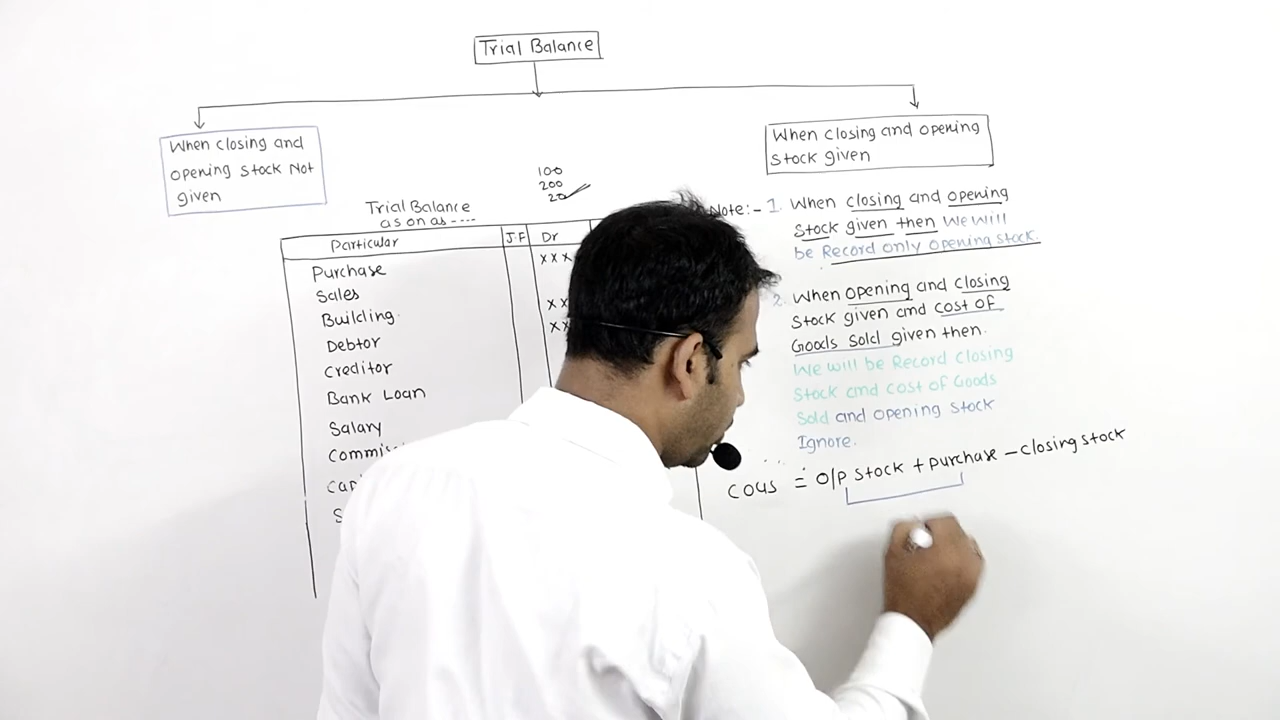 Trial Balance
When closing and
opening stock Not
given
When closing and opening
stock given
100
200
20
Trial Balance
as on as ----
Particular J.F Dr
Purchase xxx
Sales
Building xx
Debtor xx
Creditor
Bank Loan
Salary
Commis
Cap
S
Note:- 1. When closing and opening
stock given then We will
be Record only opening stock.
2. When opening and closing
stock given and cost of
Goods sold given then.
We will be Record closing
Stock and cost of Goods
Sold and opening stock
Ignore.
COGS = O/P stock + purchase - closing stock